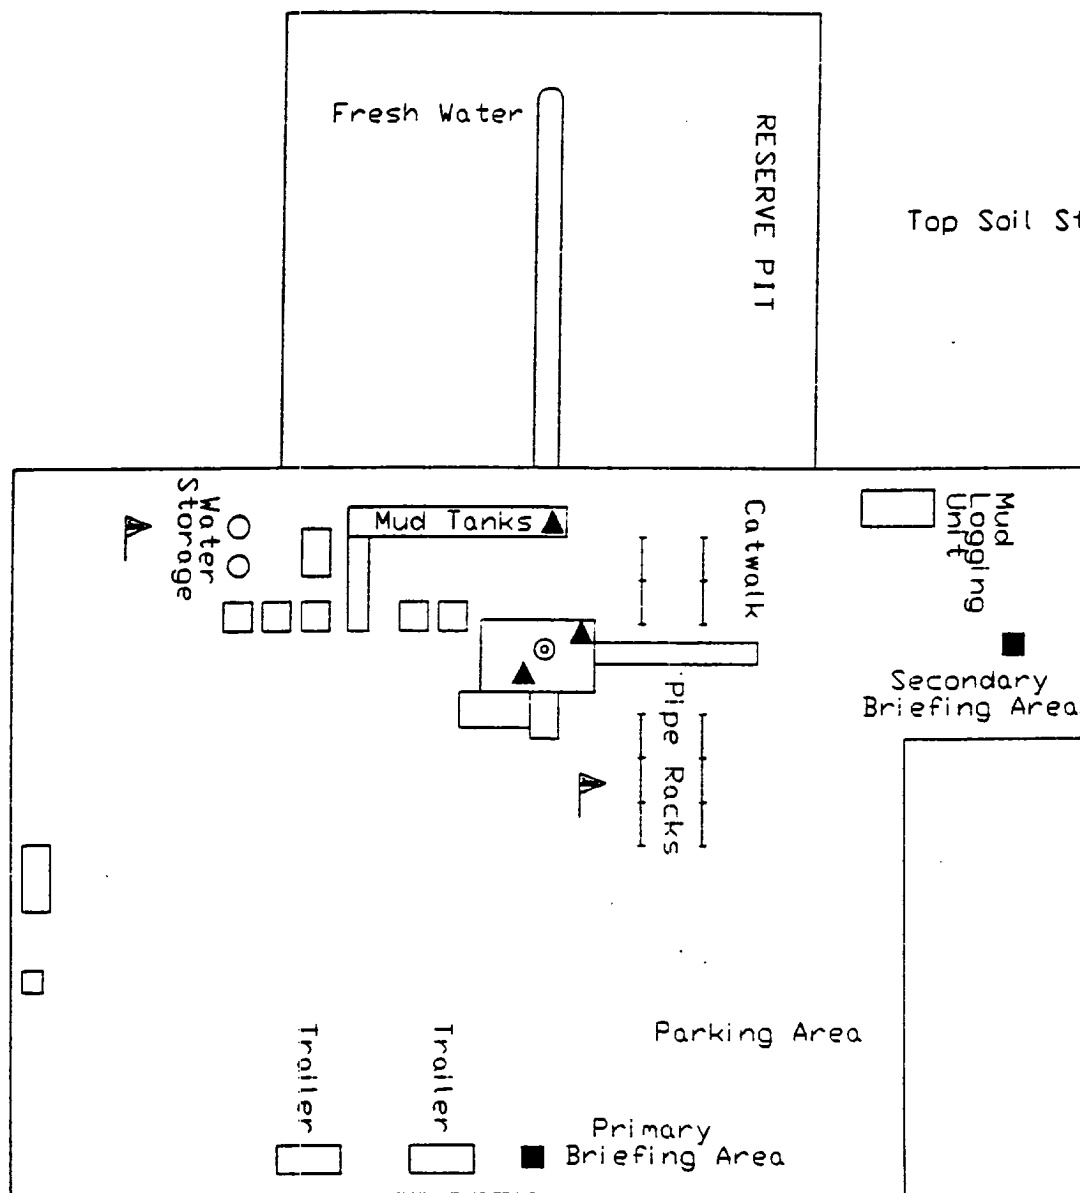 Fresh Water
RESERVE PIT
Top Soil St
Water
Storage
Mud Tanks
Catwalk
Mud
Logging
Unit
Secondary
Briefing Area
Pipe Racks
Parking Area
Trailer
Trailer
Primary
Briefing Area